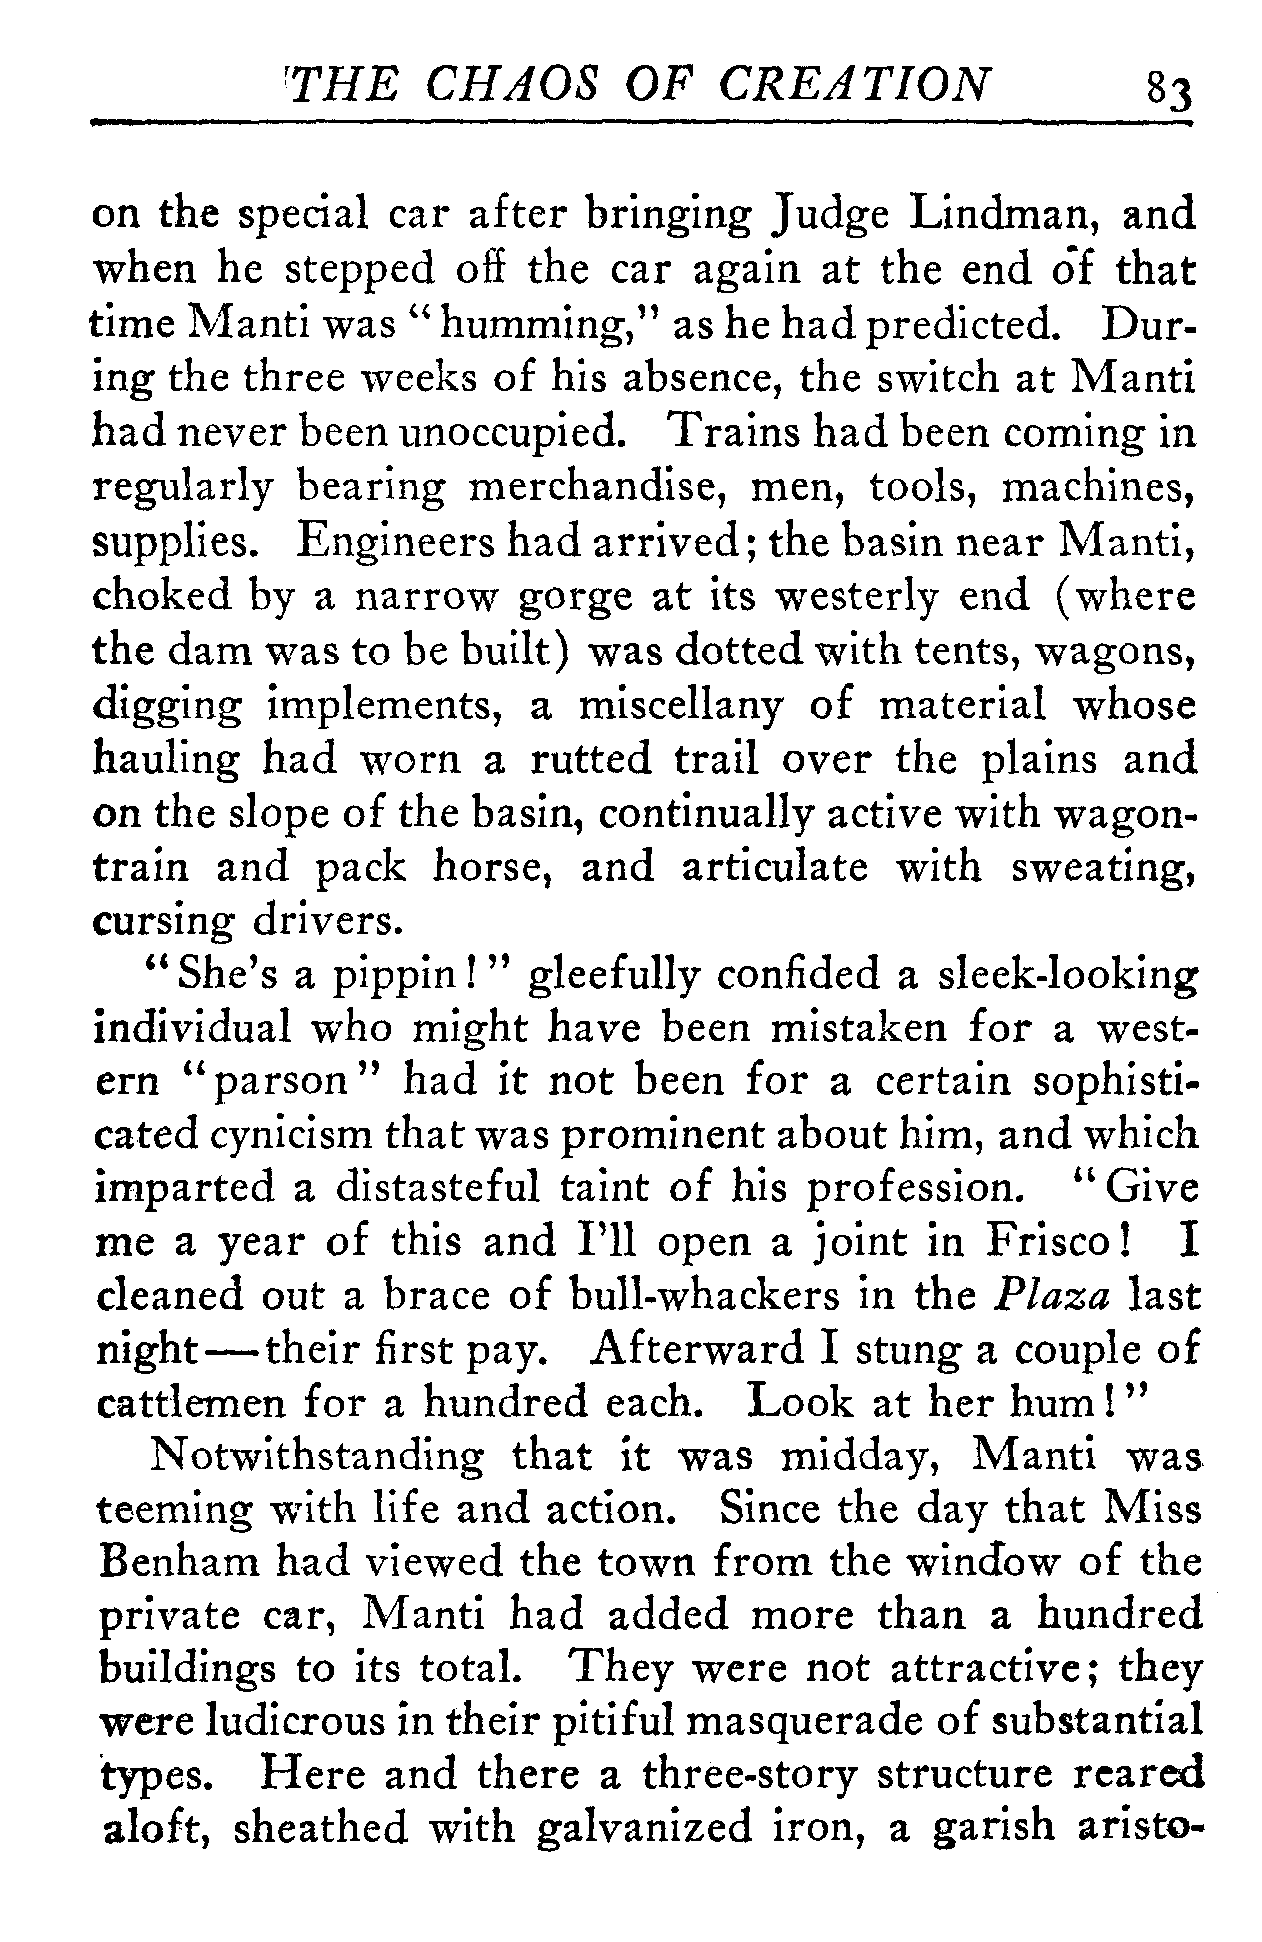 THE CHAOS OF CREATION 83
on the special car after bringing Judge Lindman, and
when he stepped off the car again at the end of that
time Manti was "humming," as he had predicted. Dur-
ing the three weeks of his absence, the switch at Manti
had never been unoccupied. Trains had been coming in
regularly bearing merchandise, men, tools, machines,
supplies. Engineers had arrived; the basin near Manti,
choked by a narrow gorge at its westerly end (where
the dam was to be built) was dotted with tents, wagons,
digging implements, a miscellany of material whose
hauling had worn a rutted trail over the plains and
on the slope of the basin, continually active with wagon-
train and pack horse, and articulate with sweating,
cursing drivers.
"She's a pippin!" gleefully confided a sleek-looking
individual who might have been mistaken for a west-
ern "parson" had it not been for a certain sophisti-
cated cynicism that was prominent about him, and which
imparted a distasteful taint of his profession. "Give
me a year of this and I'll open a joint in Frisco! I
cleaned out a brace of bull-whackers in the Plaza last
night—their first pay. Afterward I stung a couple of
cattlemen for a hundred each. Look at her hum!"
Notwithstanding that it was midday, Manti was
teeming with life and action. Since the day that Miss
Benham had viewed the town from the window of the
private car, Manti had added more than a hundred
buildings to its total. They were not attractive; they
were ludicrous in their pitiful masquerade of substantial
types. Here and there a three-story structure reared
aloft, sheathed with galvanized iron, a garish aristo-